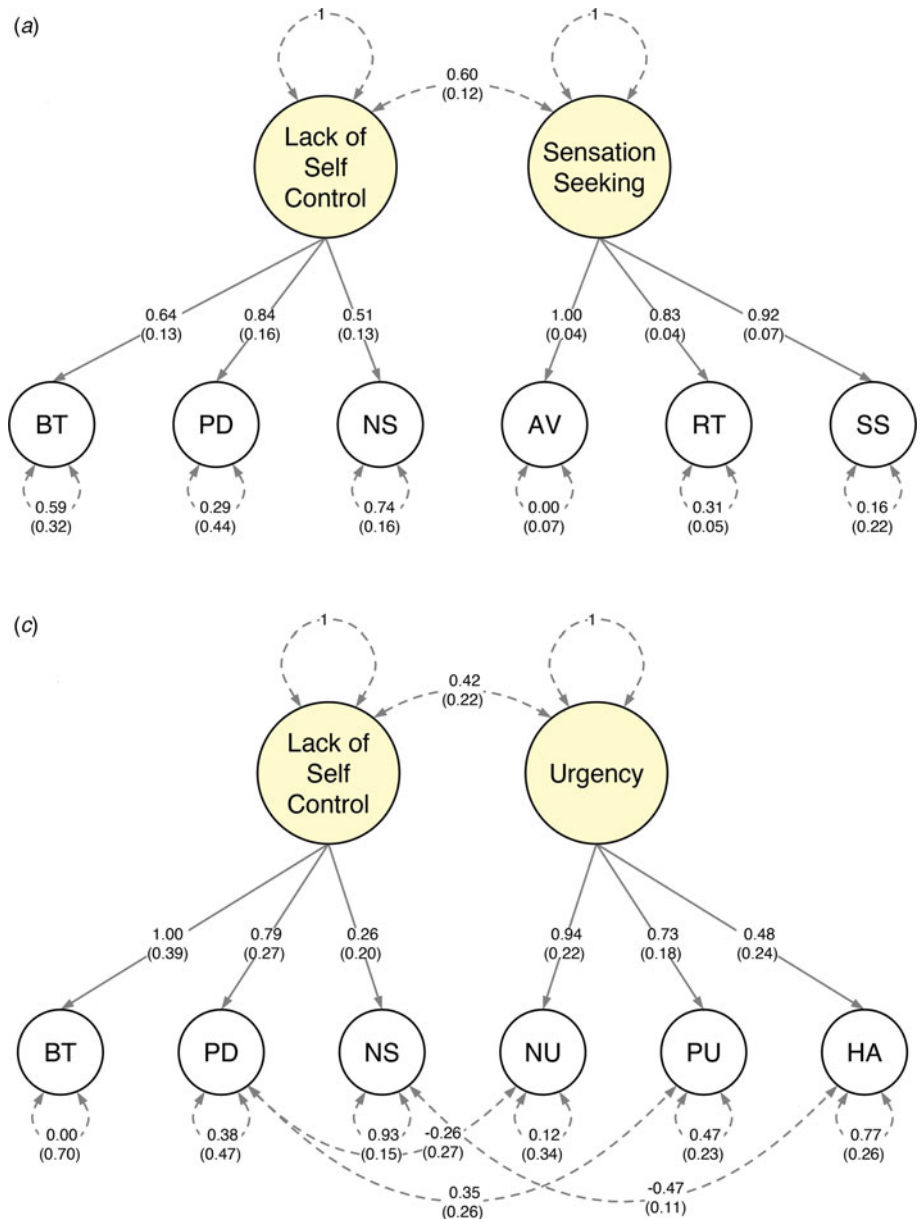 (a)
1
1
0.60
(0.12)
Lack of
Self
Control
Sensation
Seeking
0.64
(0.13)
0.84
(0.16)
0.51
(0.13)
1.00
(0.04)
0.83
(0.04)
0.92
(0.07)
BT
PD
NS
AV
RT
SS
0.59
(0.32)
0.29
(0.44)
0.74
(0.16)
0.00
(0.07)
0.31
(0.05)
0.16
(0.22)
(c)
1
1
0.42
(0.22)
Lack of
Self
Control
Urgency
1.00
(0.39)
0.79
(0.27)
0.26
(0.20)
0.94
(0.22)
0.73
(0.18)
0.48
(0.24)
BT
PD
NS
NU
PU
HA
0.00
(0.70)
0.38
(0.47)
0.93
(0.15)
-0.26
(0.27)
0.12
(0.34)
0.47
(0.23)
0.77
(0.26)
0.35
(0.26)
-0.47
(0.11)